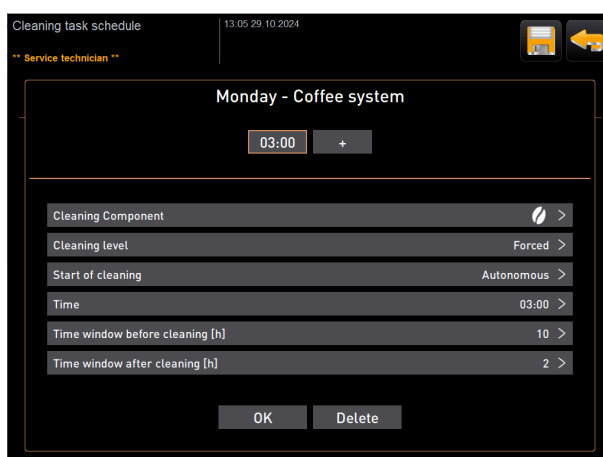 Cleaning task schedule
13:05 29.10.2024
** Service technician **
Monday - Coffee system
03:00 +
Cleaning Component >
Cleaning level Forced >
Start of cleaning Autonomous >
Time 03:00 >
Time window before cleaning [h] 10 >
Time window after cleaning [h] 2 >
OK Delete